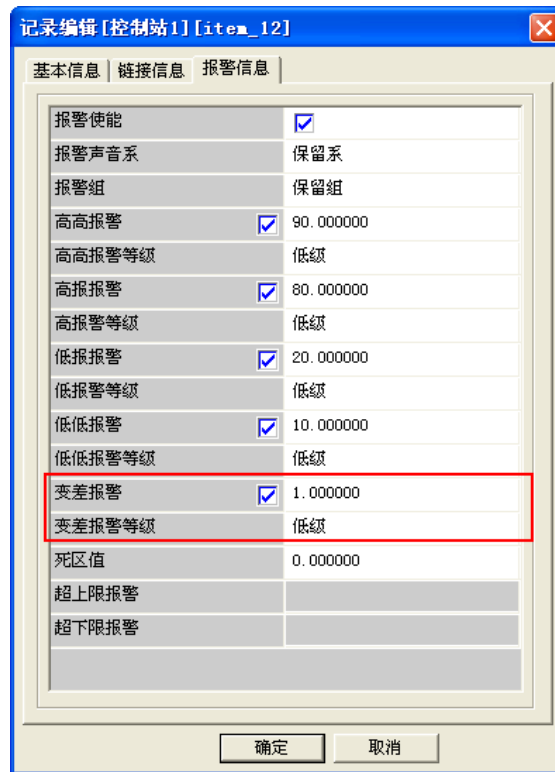 记录编辑[控制站1][item_12]
基本信息 链接信息 报警信息
报警使能
报警声音系 保留系
报警组 保留组
高高报警 90.000000
高高报警等级 低级
高报报警 80.000000
高报警等级 低级
低报报警 20.000000
低报警等级 低级
低低报警 10.000000
低低报警等级 低级
变差报警 1.000000
变差报警等级 低级
死区值 0.000000
超上限报警
超下限报警
确定 取消